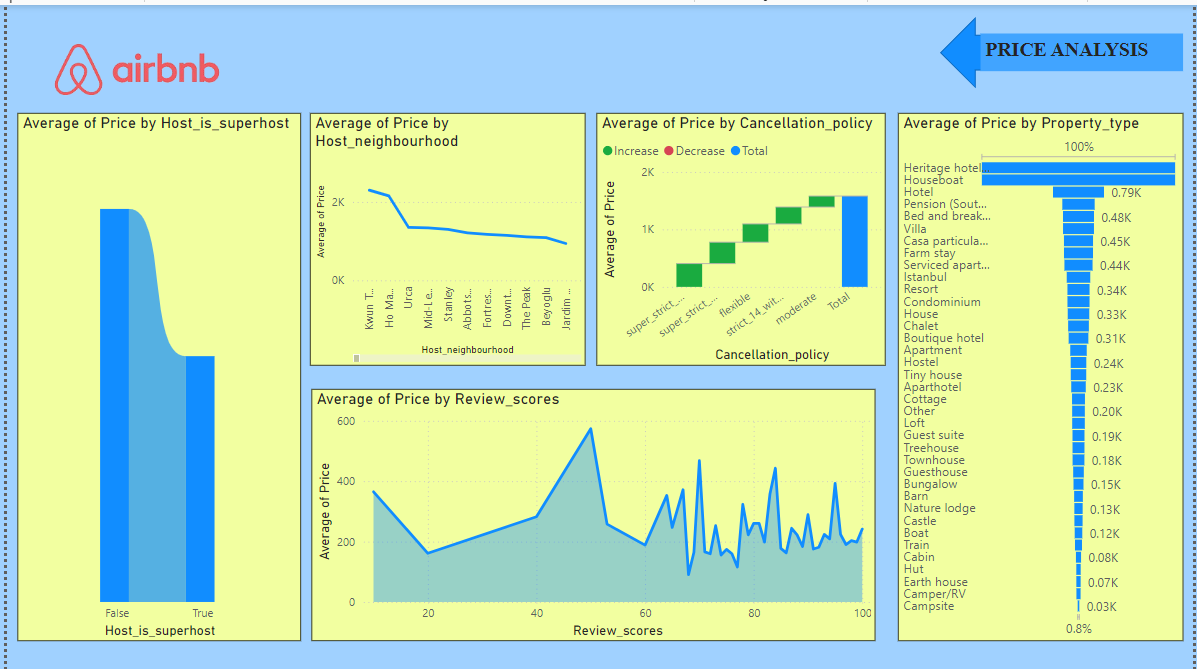 airbnb
PRICE ANALYSIS
Average of Price by Host_is_superhost
False
True
Host_is_superhost
Average of Price by
Host_neighbourhood
Average of Price
2K
0K
Kwun T...
Ho Ma...
Urca
Mid-Le...
Stanley
Abbots...
Fortres...
Downt...
The Peak
Beyoglu
Jardim ...
Host_neighbourhood
Average of Price by Cancellation_policy
Increase Decrease Total
Average of Price
2K
1K
0K
super_strict_...
super_strict_...
flexible
strict_14_wit...
moderate
Total
Cancellation_policy
Average of Price by Review_scores
Average of Price
600
400
200
0
20 40 60 80 100
Review_scores
Average of Price by Property_type
100%
Heritage hotel...
Houseboat
Hotel 0.79K
Pension (Sout...
Bed and break... 0.48K
Villa
Casa particula... 0.45K
Farm stay
Serviced apart... 0.44K
Istanbul
Resort 0.34K
Condominium
House 0.33K
Chalet
Boutique hotel 0.31K
Apartment
Hostel 0.24K
Tiny house
Aparthotel 0.23K
Cottage
Other 0.20K
Loft
Guest suite 0.19K
Treehouse
Townhouse 0.18K
Guesthouse
Bungalow 0.15K
Barn
Nature lodge 0.13K
Castle
Boat 0.12K
Train
Cabin 0.08K
Hut
Earth house 0.07K
Camper/RV
Campsite 0.03K
0.8%